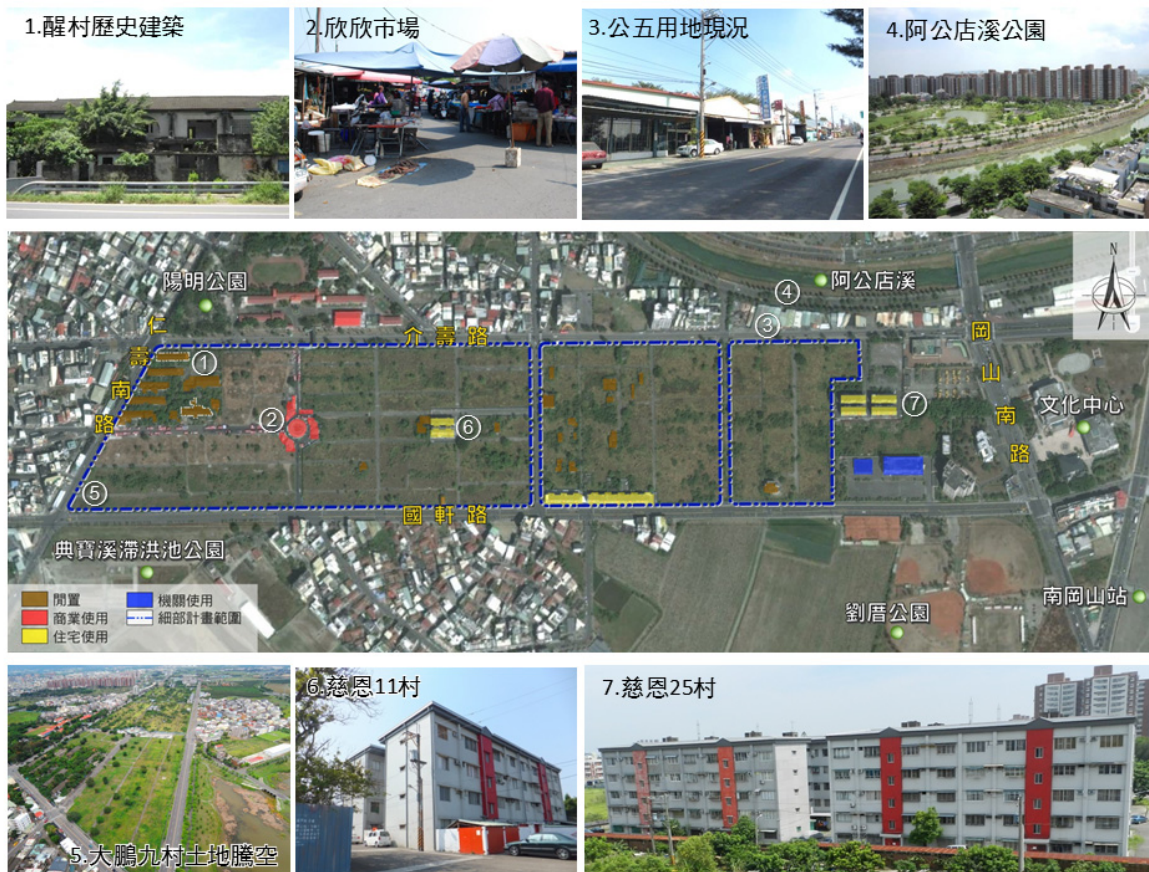 1.醒村歷史建築
2.欣欣市場
3.公五用地現況
4.阿公店溪公園
N
陽明公園
阿公店溪
④
③
仁壽南路
介壽路
岡山南路
①
⑦
文化中心
②
⑥
⑤
國軒路
典寶溪滯洪池公園
劉厝公園
南岡山站
閒置
機關使用
商業使用
細部計畫範圍
住宅使用
5.大鵬九村土地騰空
6.慈恩11村
7.慈恩25村